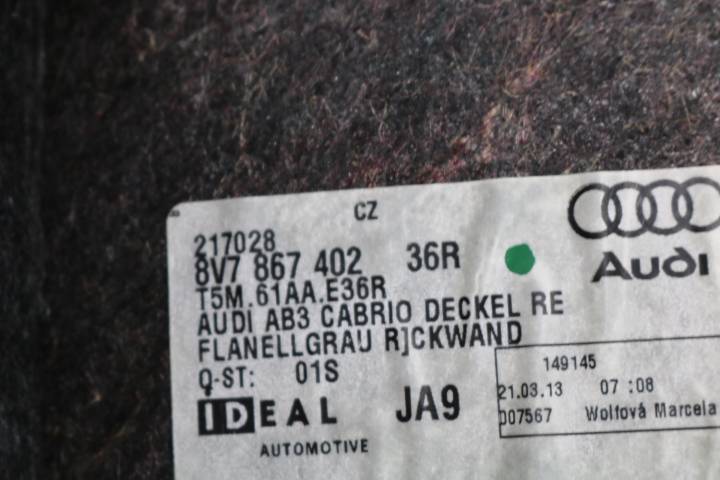 CZ
217028
8V7 867 402 36R
T5M.61AA.E36R
AUDI AB3 CABRIO DECKEL RE
FLANELLGRAU R]CKWAND
Q-ST: 01S
IDEAL JA9
AUTOMOTIVE
Audi
149145
21.03.13 07:08
007567 Wolfová Marcela